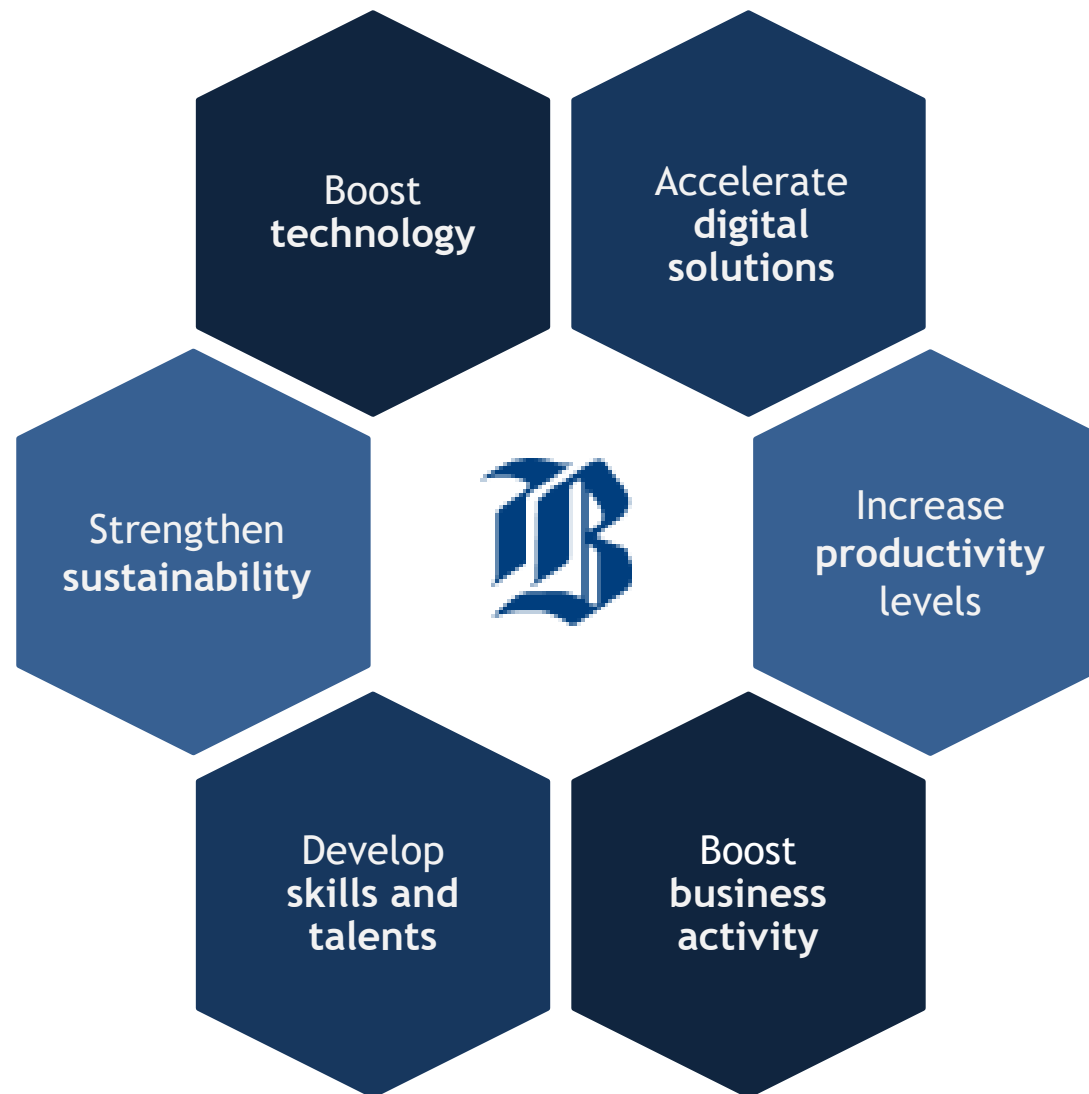 Boost
technology
Accelerate
digital
solutions
Strengthen
sustainability
B
Increase
productivity
levels
Develop
skills and
talents
Boost
business
activity